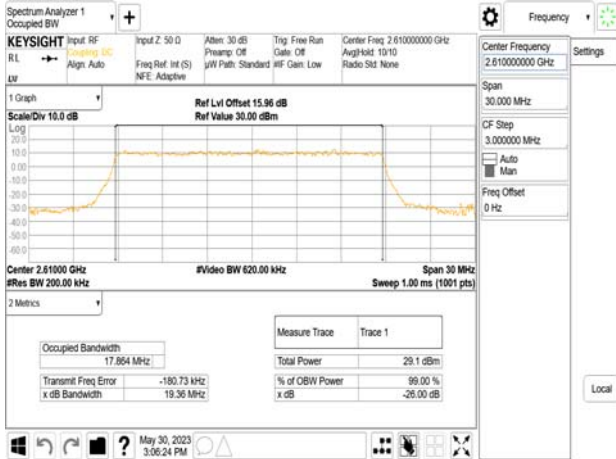 Spectrum Analyzer 1
Occupied BW
Frequency
KEYSIGHT
RL
Input: RF
Coupling: DC
Align: Auto
Input Z: 50 Ω
Freq Ref: Int (S)
NFE: Adaptive
Atten: 30 dB
Preamp: Off
µW Path: Standard
Trig: Free Run
Gate: Off
#IF Gain: Low
Center Freq: 2.610000000 GHz
Avg|Hold: 10/10
Radio Std: None
Center Frequency
2.610000000 GHz
Settings
Span
30.000 MHz
CF Step
3.000000 MHz
Auto
Man
Freq Offset
0 Hz
Local
1 Graph
Scale/Div 10.0 dB
Ref Lvl Offset 15.96 dB
Ref Value 30.00 dBm
Log
20.0
10.0
0.00
-10.0
-20.0
-30.0
-40.0
-50.0
-60.0
Center 2.61000 GHz
#Video BW 620.00 kHz
Span 30 MHz
#Res BW 200.00 kHz
Sweep 1.00 ms (1001 pts)
2 Metrics
Measure Trace
Trace 1
Occupied Bandwidth
17.864 MHz
Total Power
29.1 dBm
Transmit Freq Error
-180.73 kHz
% of OBW Power
99.00 %
x dB Bandwidth
19.36 MHz
x dB
-26.00 dB
?
May 30, 2023
3:06:24 PM